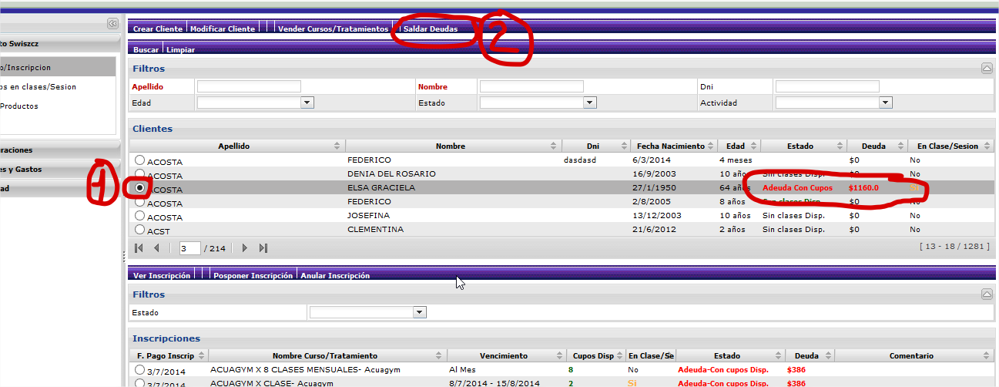 Crear Cliente Modificar Cliente Vender Cursos/Tratamientos Saldar Deudas 2
to Swiszcz
Buscar Limpiar
o/Inscripcion
Filtros
os en clases/Sesion
Apellido Nombre Dni
Productos
Edad Estado Actividad
Clientes
raciones
Apellido Nombre Dni Fecha Nacimiento Edad Estado Deuda En Clase/Sesion
ACOSTA FEDERICO dasdasd 6/3/2014 4 meses $0 No
es y Gastos
ACOSTA DENIA DEL ROSARIO 16/9/2003 10 años Sin clases Disp. $0 No
ad
1
ACOSTA ELSA GRACIELA 27/1/1950 64 años Adeuda Con Cupos $1160.0 Si
ACOSTA FEDERICO 2/8/2005 8 años Con clases Disp. $0 No
ACOSTA JOSEFINA 13/12/2003 10 años Sin clases Disp. $0 No
ACST CLEMENTINA 21/6/2012 2 años Sin clases Disp. $0 No
3 / 214 [ 13 - 18 / 1281 ]
Ver Inscripción Posponer Inscripción Anular Inscripción
Filtros
Estado
Inscripciones
F. Pago Inscrip Nombre Curso/Tratamiento Vencimiento Cupos Disp En Clase/Se Estado Deuda Comentario
3/7/2014 ACUAGYM X 8 CLASES MENSUALES- Acuagym Al Mes 8 No Adeuda-Con cupos Disp. $386
3/7/2014 ACUAGYM X CLASE- Acuagym 8/7/2014 - 15/8/2014 2 Si Adeuda-Con cupos Disp. $386